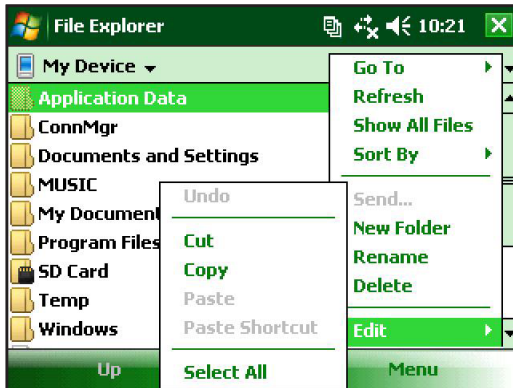 File Explorer 10:21
My Device
Application Data
ConnMgr
Documents and Settings
MUSIC
My Document
Program Files
SD Card
Temp
Windows
Go To
Refresh
Show All Files
Sort By
Send...
New Folder
Rename
Delete
Edit
Undo
Cut
Copy
Paste
Paste Shortcut
Select All
Up
Menu